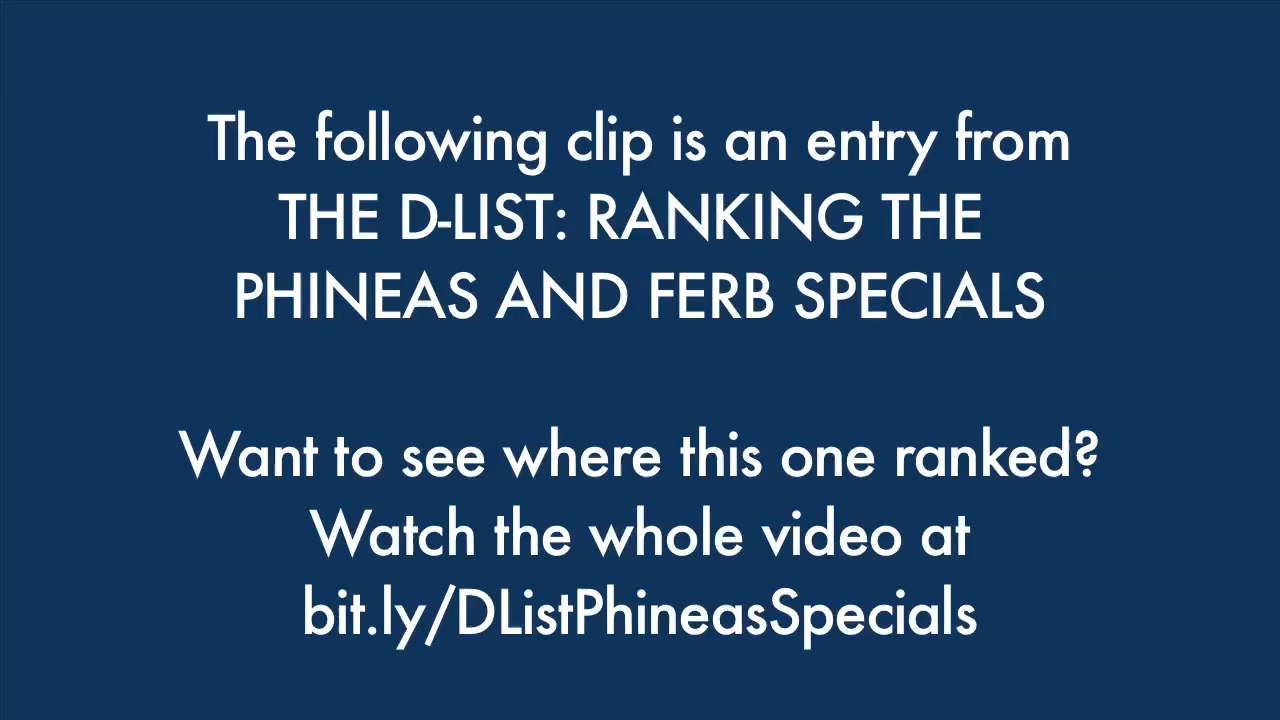 The following clip is an entry from
THE D-LIST: RANKING THE
PHINEAS AND FERB SPECIALS
Want to see where this one ranked?
Watch the whole video at
bit.ly/DListPhineasSpecials